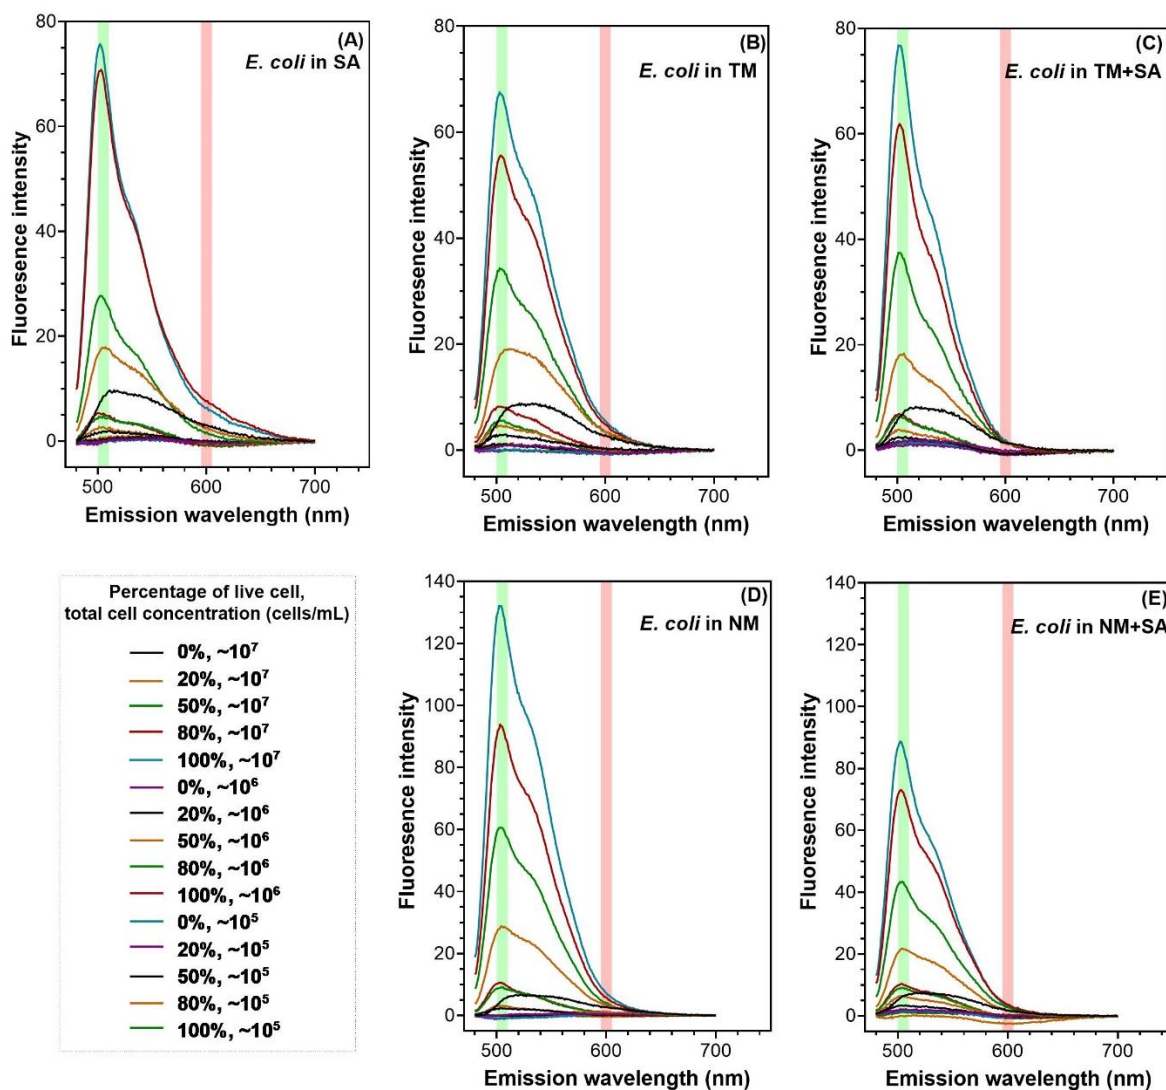 (A)
E. coli in SA
80
60
40
20
0
500
600
700
Fluoresence intensity
Emission wavelength (nm)
(B)
E. coli in TM
80
60
40
20
0
500
600
700
Fluoresence intensity
Emission wavelength (nm)
(C)
E. coli in TM+SA
80
60
40
20
0
500
600
700
Fluoresence intensity
Emission wavelength (nm)
Percentage of live cell,
total cell concentration (cells/mL)
0%, ~10⁷
20%, ~10⁷
50%, ~10⁷
80%, ~10⁷
100%, ~10⁷
0%, ~10⁶
20%, ~10⁶
50%, ~10⁶
80%, ~10⁶
100%, ~10⁶
0%, ~10⁵
20%, ~10⁵
50%, ~10⁵
80%, ~10⁵
100%, ~10⁵
(D)
E. coli in NM
140
120
100
80
60
40
20
0
500
600
700
Fluoresence intensity
Emission wavelength (nm)
(E)
E. coli in NM+SA
140
120
100
80
60
40
20
0
500
600
700
Fluoresence intensity
Emission wavelength (nm)